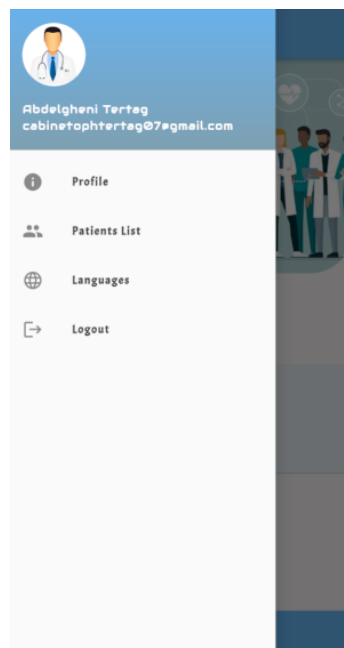 Abdelgheni Tertag
cabinetophtertag07@gmail.com
Profile
Patients List
Languages
Logout